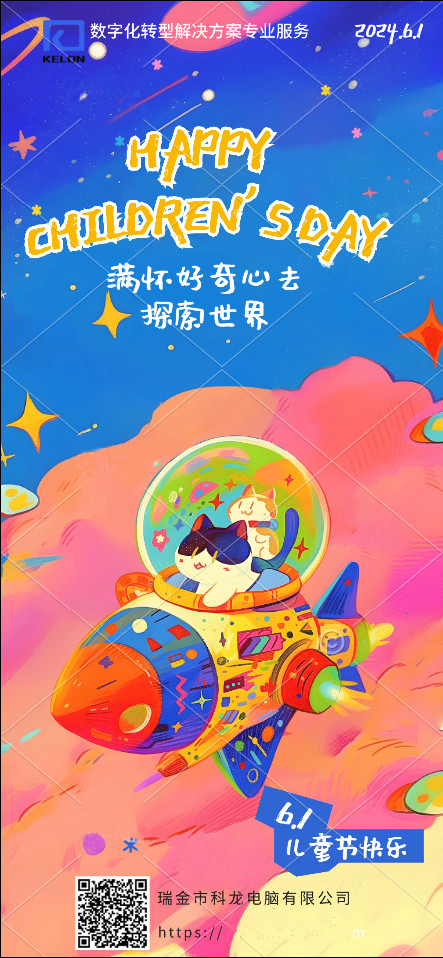 KELON
数字化转型解决方案专业服务
2024.6.1
HAPPY
CHILDREN'S DAY
满怀好奇心去
探索世界
6.1
儿童节快乐
瑞金市科龙电脑有限公司
https://